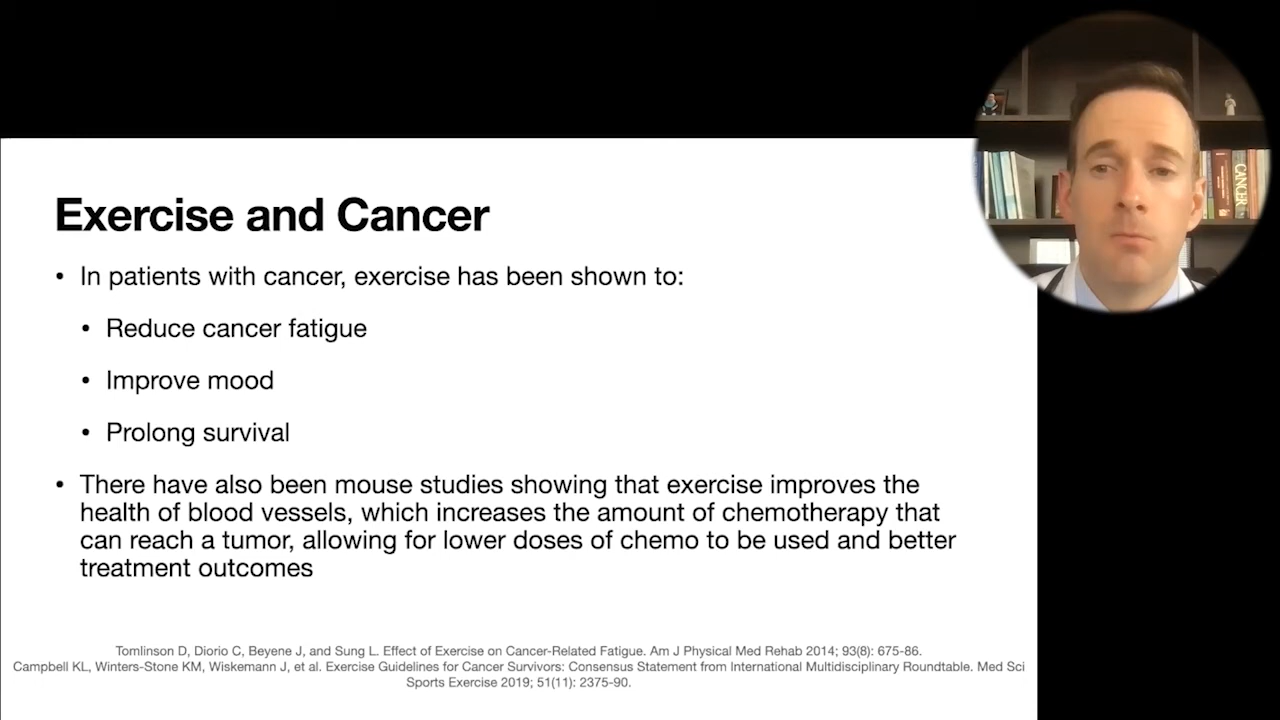 Exercise and Cancer
• In patients with cancer, exercise has been shown to:
• Reduce cancer fatigue
• Improve mood
• Prolong survival
• There have also been mouse studies showing that exercise improves the
health of blood vessels, which increases the amount of chemotherapy that
can reach a tumor, allowing for lower doses of chemo to be used and better
treatment outcomes
Tomlinson D, Diorio C, Beyene J, and Sung L. Effect of Exercise on Cancer-Related Fatigue. Am J Physical Med Rehab 2014; 93(8): 675-86.
Campbell KL, Winters-Stone KM, Wiskemann J, et al. Exercise Guidelines for Cancer Survivors: Consensus Statement from International Multidisciplinary Roundtable. Med Sci
Sports Exercise 2019; 51(11): 2375-90.
CANCER